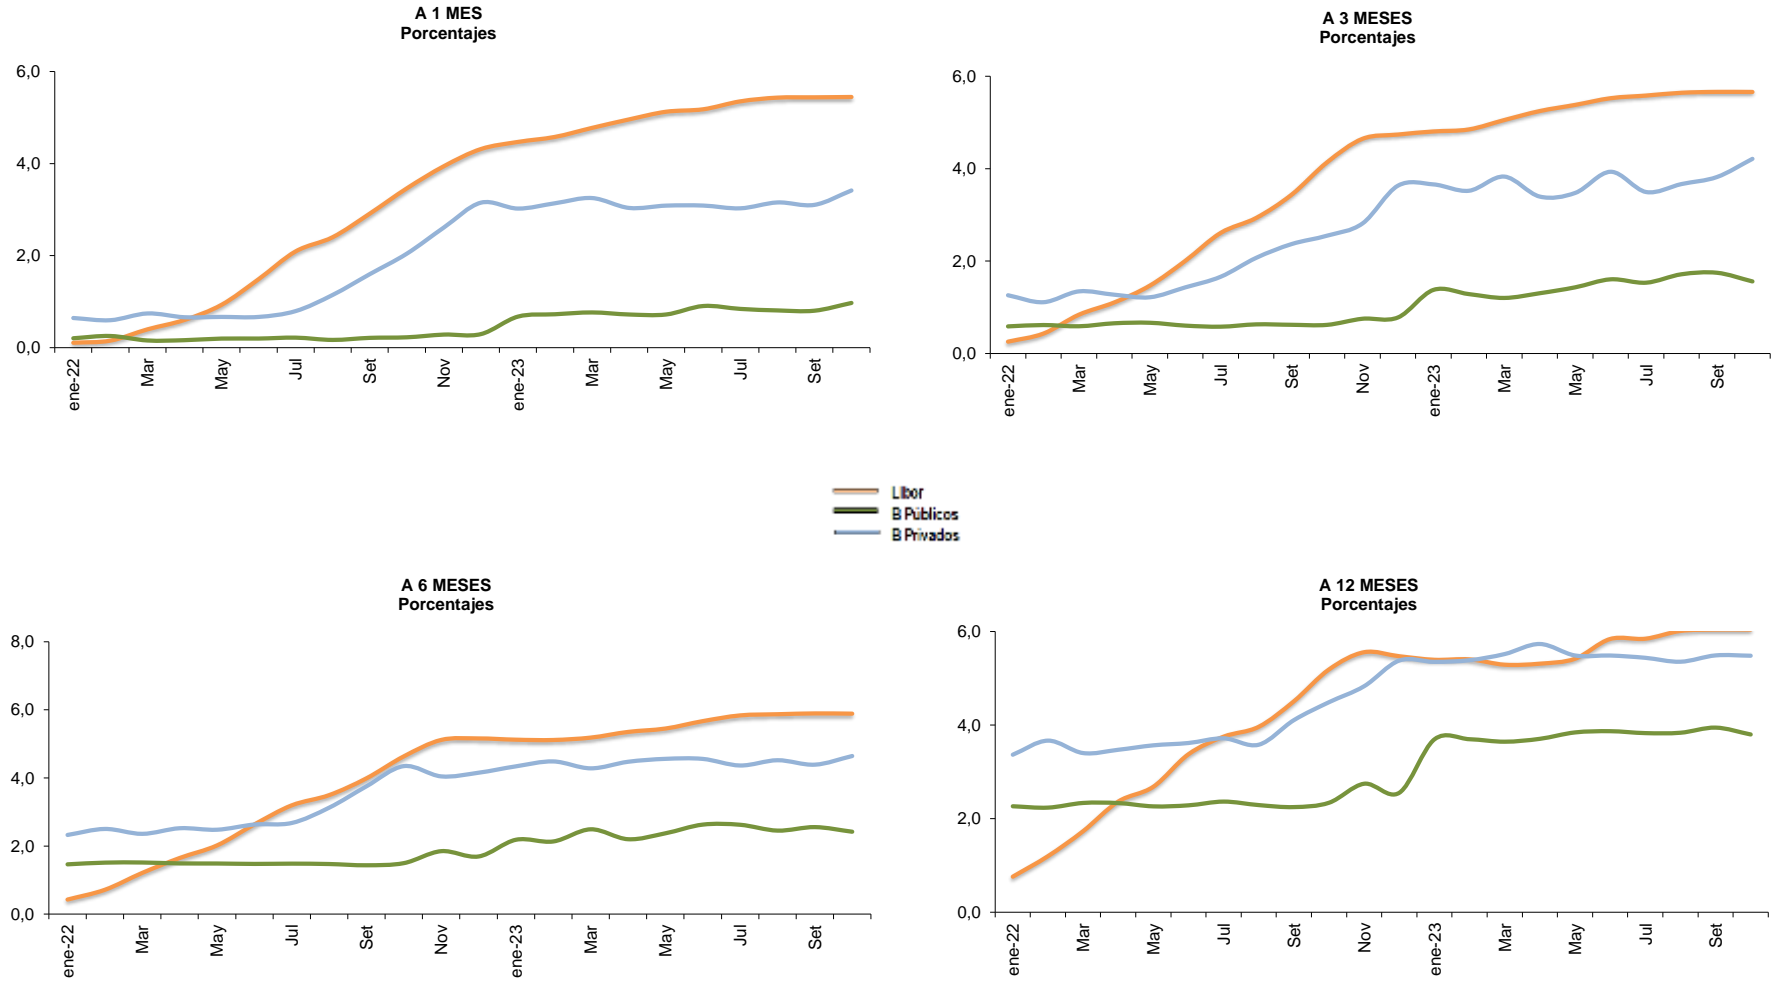 A 1 MES
Porcentajes
6,0
4,0
2,0
0,0
ene-22
Mar
May
Jul
Set
Nov
ene-23
Mar
May
Jul
Set
A 3 MESES
Porcentajes
6,0
4,0
2,0
0,0
ene-22
Mar
May
Jul
Set
Nov
ene-23
Mar
May
Jul
Set
Libor
B Públicos
B Privados
A 6 MESES
Porcentajes
8,0
6,0
4,0
2,0
0,0
ene-22
Mar
May
Jul
Set
Nov
ene-23
Mar
May
Jul
Set
A 12 MESES
Porcentajes
6,0
4,0
2,0
0,0
ene-22
Mar
May
Jul
Set
Nov
ene-23
Mar
May
Jul
Set